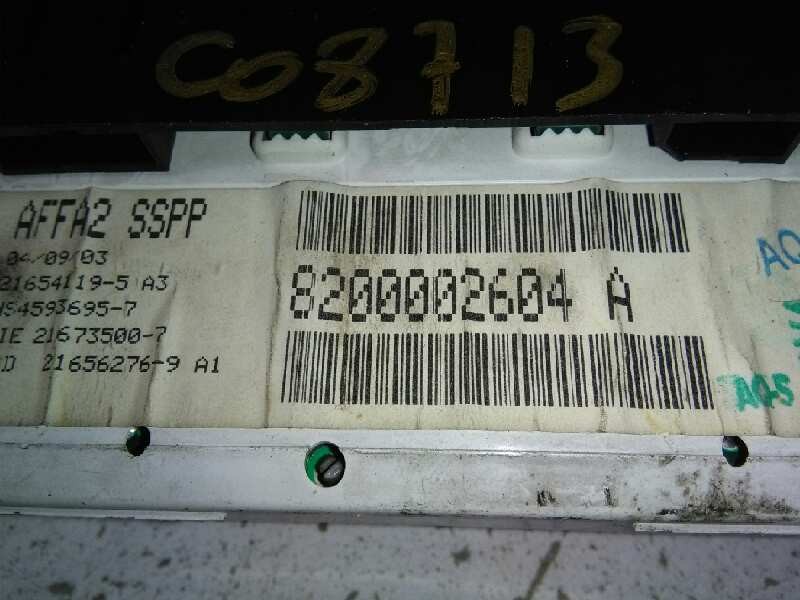 C08713
AFFA2 SSPP
04/09/03
21654119-5 A3
4593695-7
IE 21673500-7
D 21656276-9 A1
8200002604 A
AQ
AQ-S